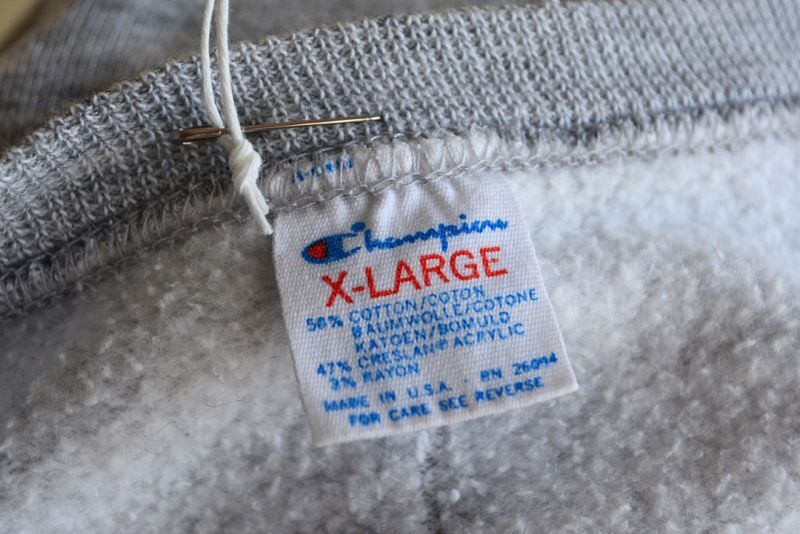 Champion
X-LARGE
50% COTTON/COTON
BAUMWOLLE/COTONE
KATOEN/BOMULD
47% CRESLAN® ACRYLIC
3% RAYON
MADE IN U.S.A. - RN 26094
FOR CARE SEE REVERSE